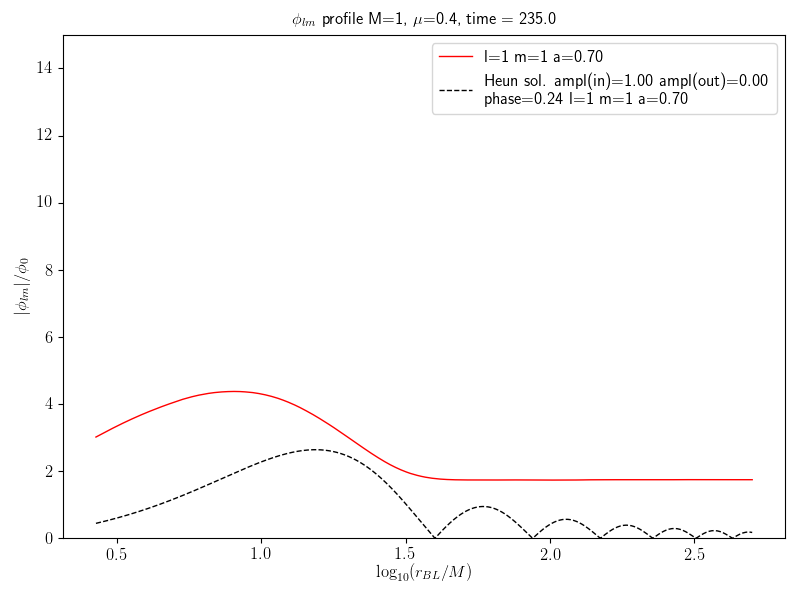 ϕlm profile M=1, μ=0.4, time = 235.0
l=1 m=1 a=0.70
Heun sol. ampl(in)=1.00 ampl(out)=0.00
phase=0.24 l=1 m=1 a=0.70
|ϕlm|/ϕ0
14
12
10
8
6
4
2
0
0.5 1.0 1.5 2.0 2.5
log10(rBL/M)